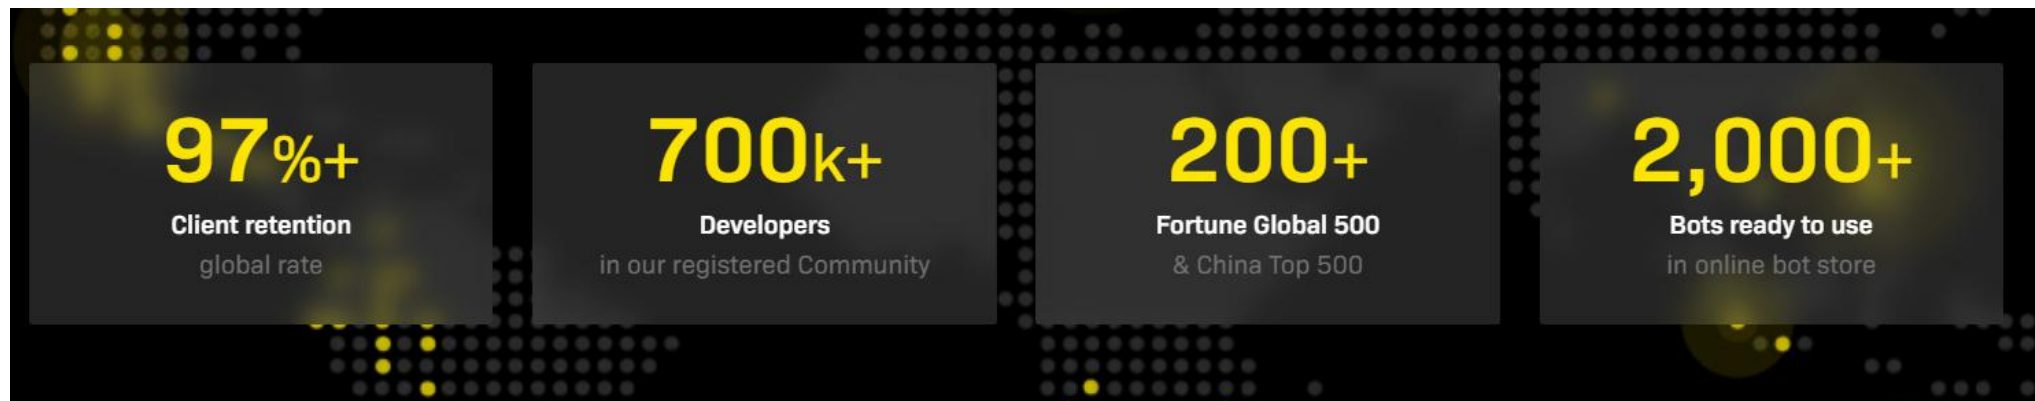 97%+
Client retention
global rate
700k+
Developers
in our registered Community
200+
Fortune Global 500
& China Top 500
2,000+
Bots ready to use
in online bot store